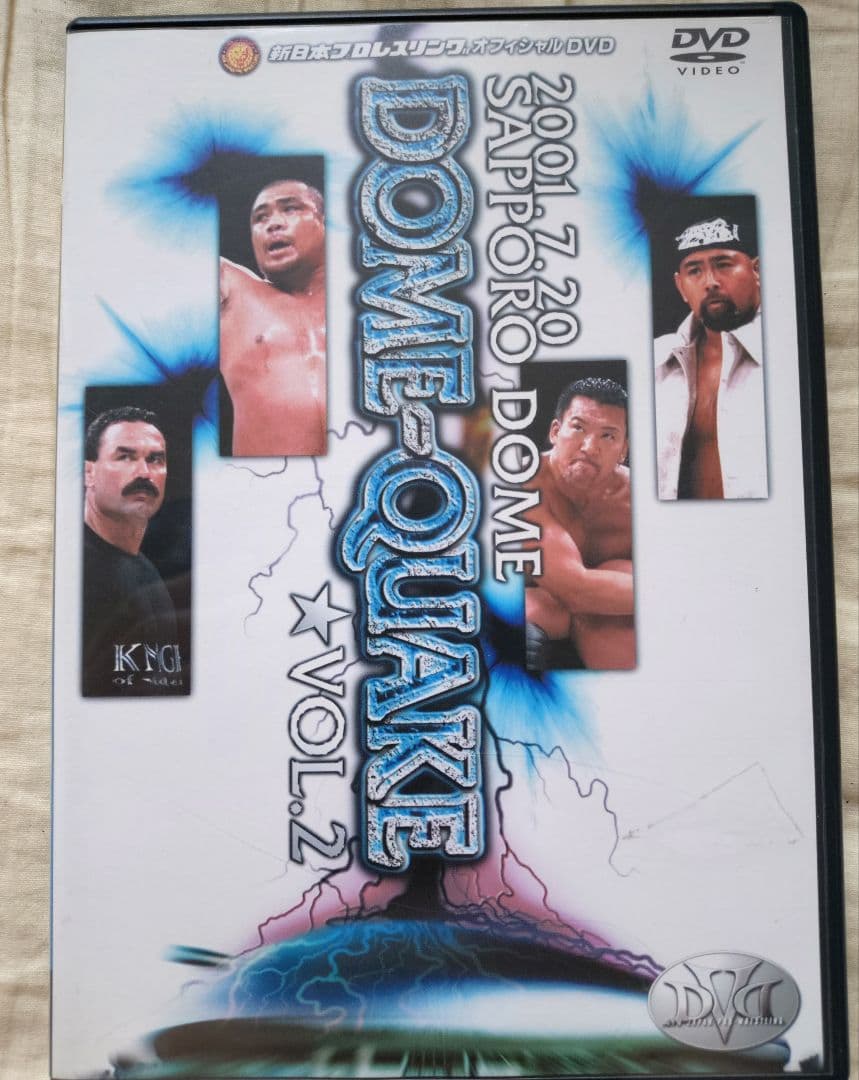 新日本プロレスリング オフィシャルDVD
DVD
VIDEO
2001.7.20
SAPPORO DOME
DOME-QUAKE
★VOL.2